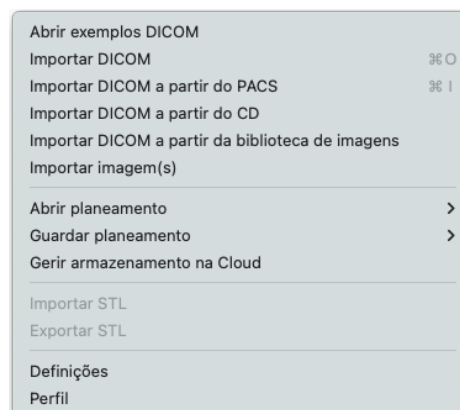 Abrir exemplos DICOM
Importar DICOM ⌘O
Importar DICOM a partir do PACS ⌘I
Importar DICOM a partir do CD
Importar DICOM a partir da biblioteca de imagens
Importar imagem(s)
Abrir planeamento
Guardar planeamento
Gerir armazenamento na Cloud
Importar STL
Exportar STL
Definições
Perfil